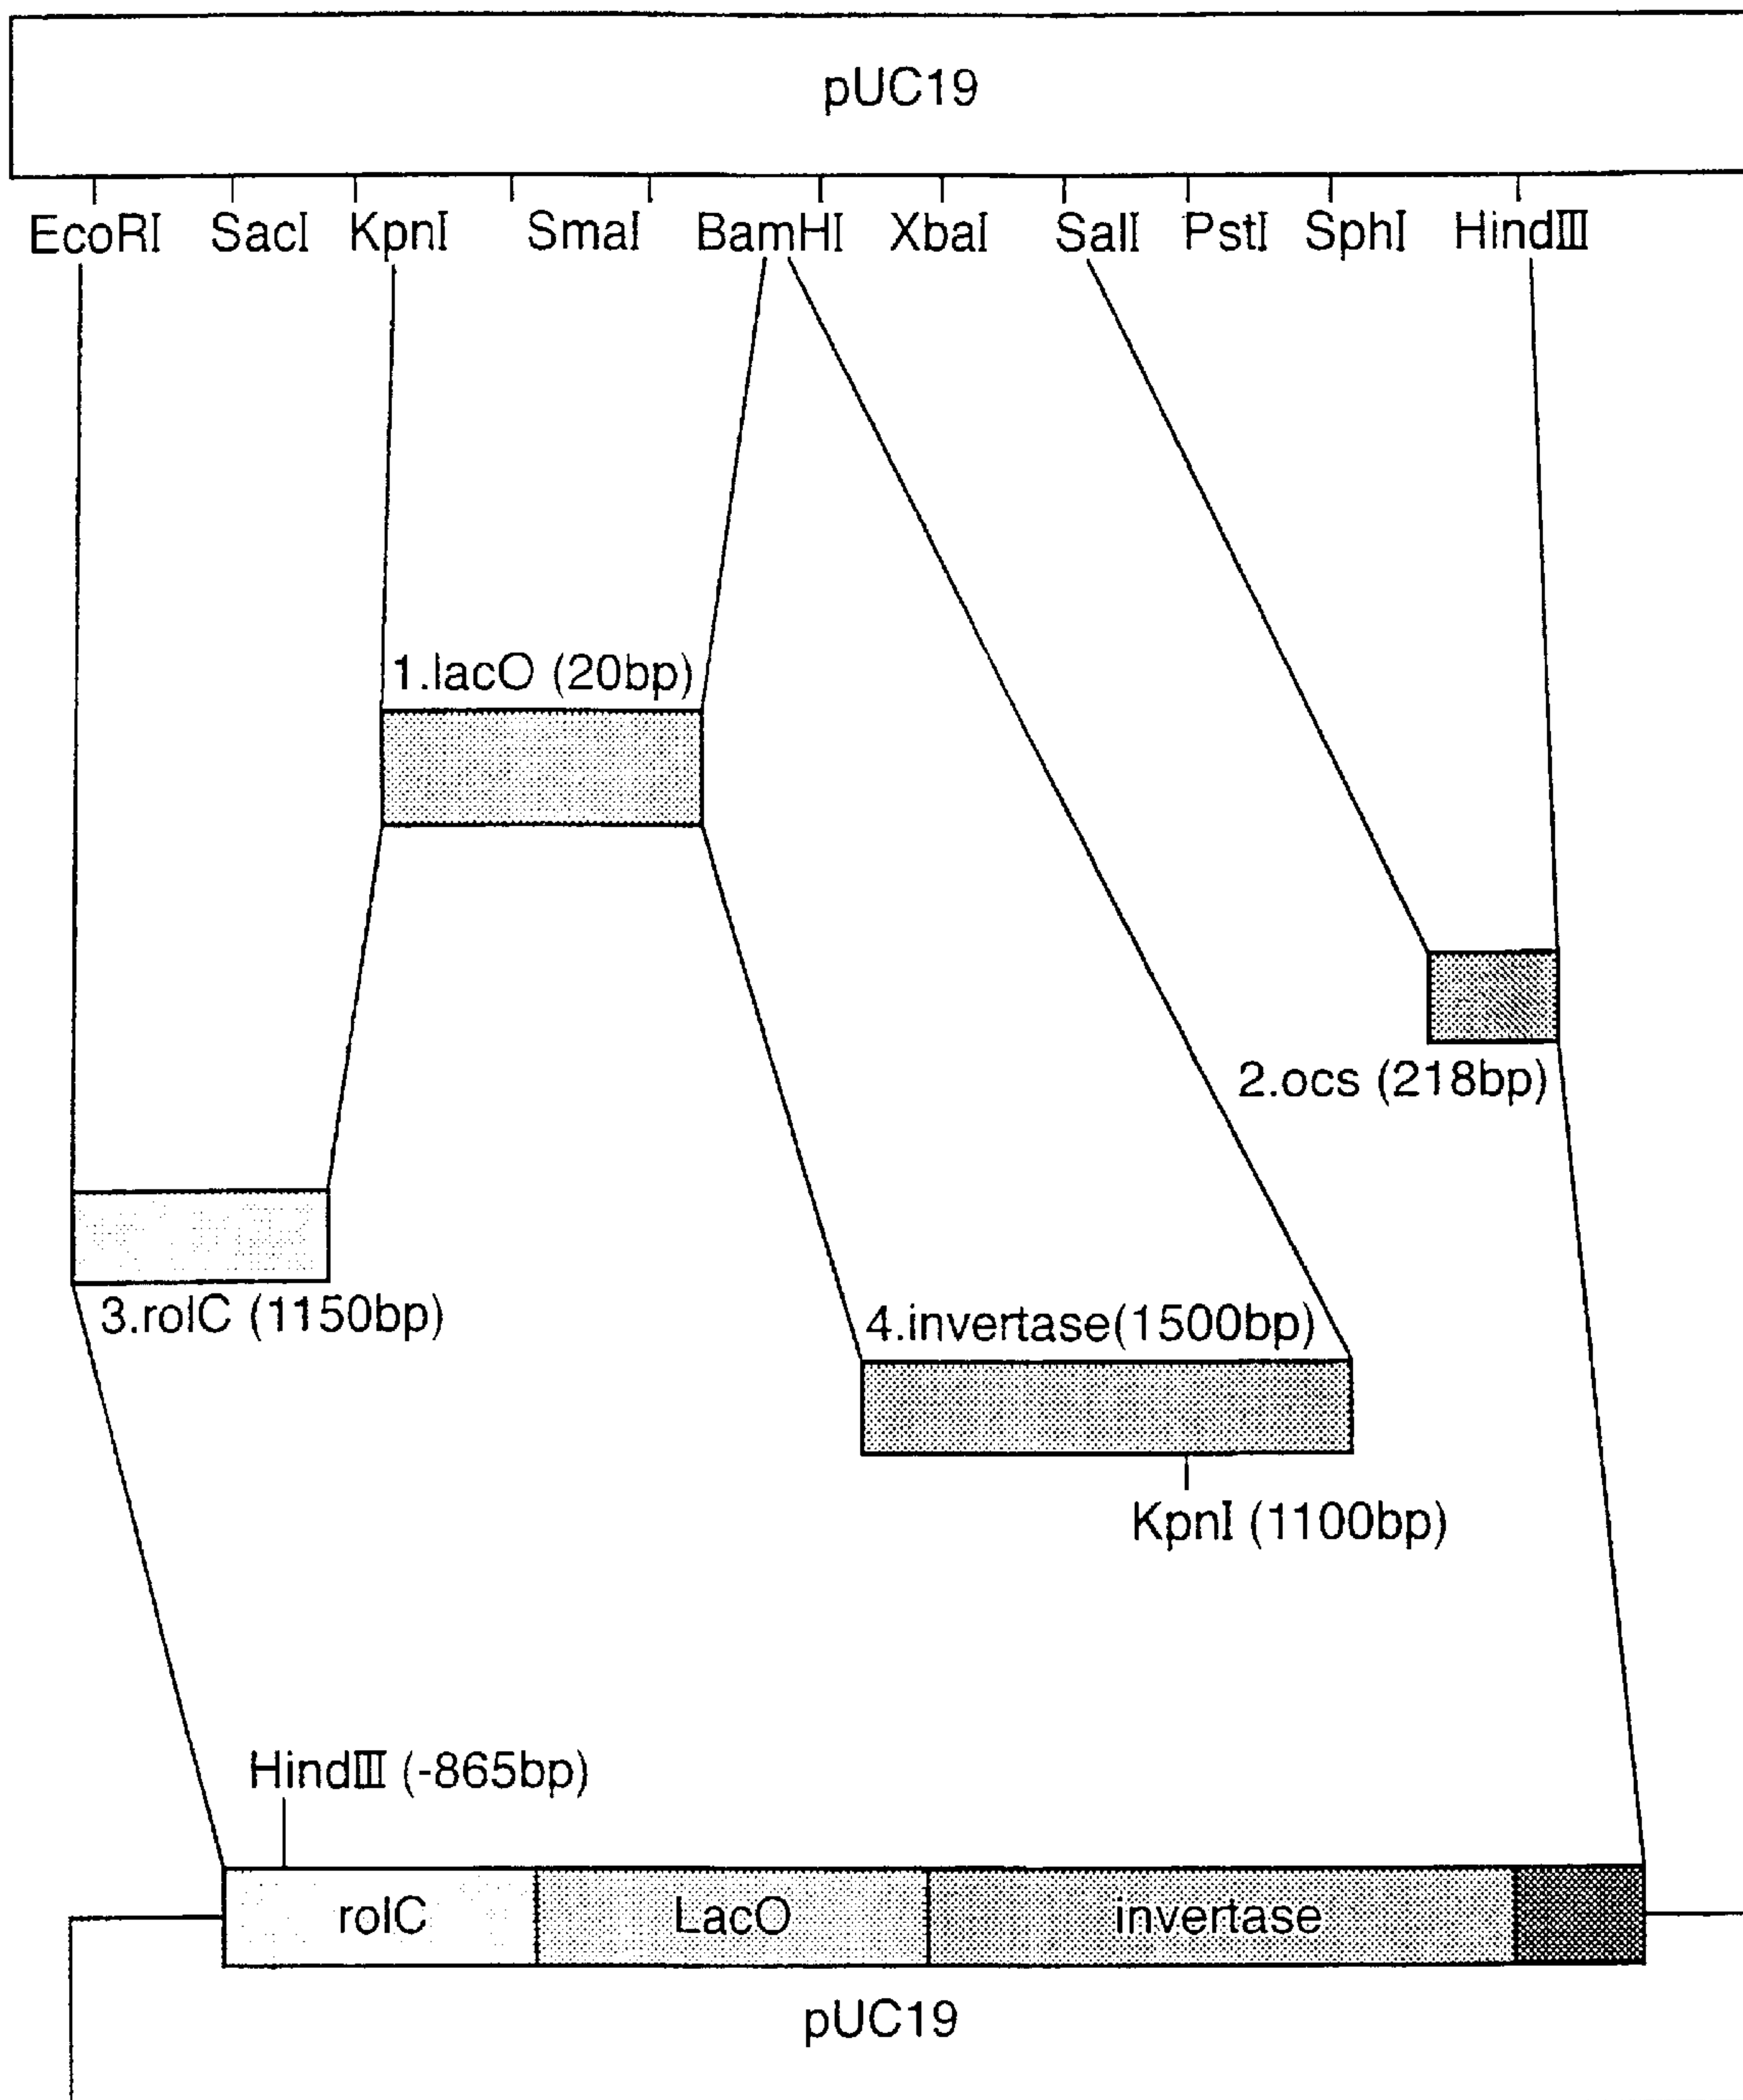 pUC19
EcoRI SacI KpnI SmaI BamHI XbaI SalI PstI SphI HindⅢ
1.lacO (20bp)
2.ocs (218bp)
3.rolC (1150bp)
4.invertase(1500bp)
KpnI (1100bp)
HindⅢ (-865bp)
rolC LacO invertase
pUC19